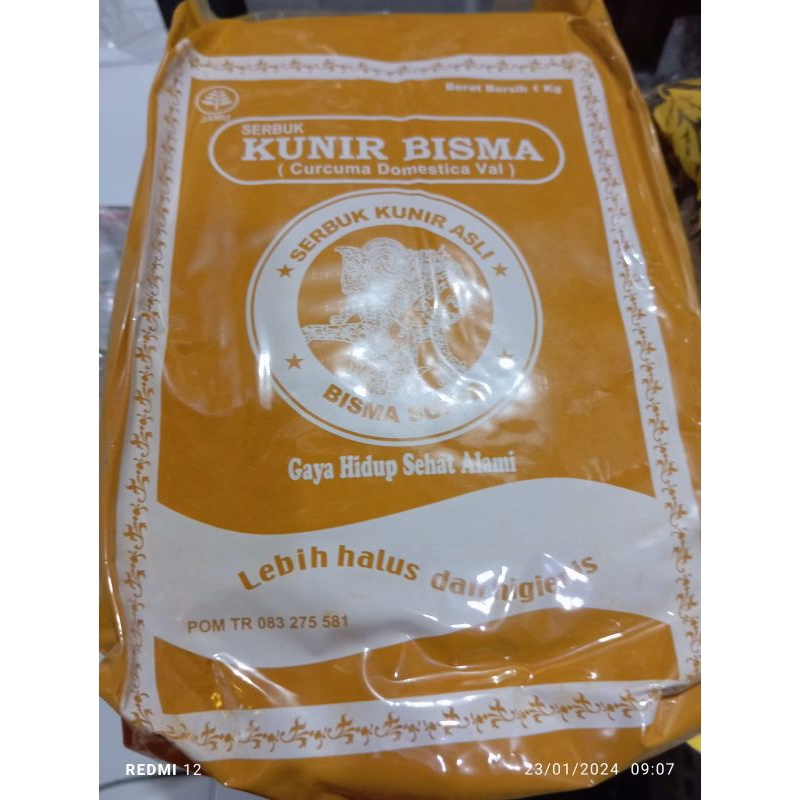 Berat Bersih 1 Kg
JAMU
SERBUK
KUNIR BISMA
( Curcuma Domestica Val )
SERBUK KUNIR ASLI
BISMA
Gaya Hidup Sehat Alami
Lebih halus dan higienis
POM TR 083 275 581
REDMI 12
23/01/2024 09:07